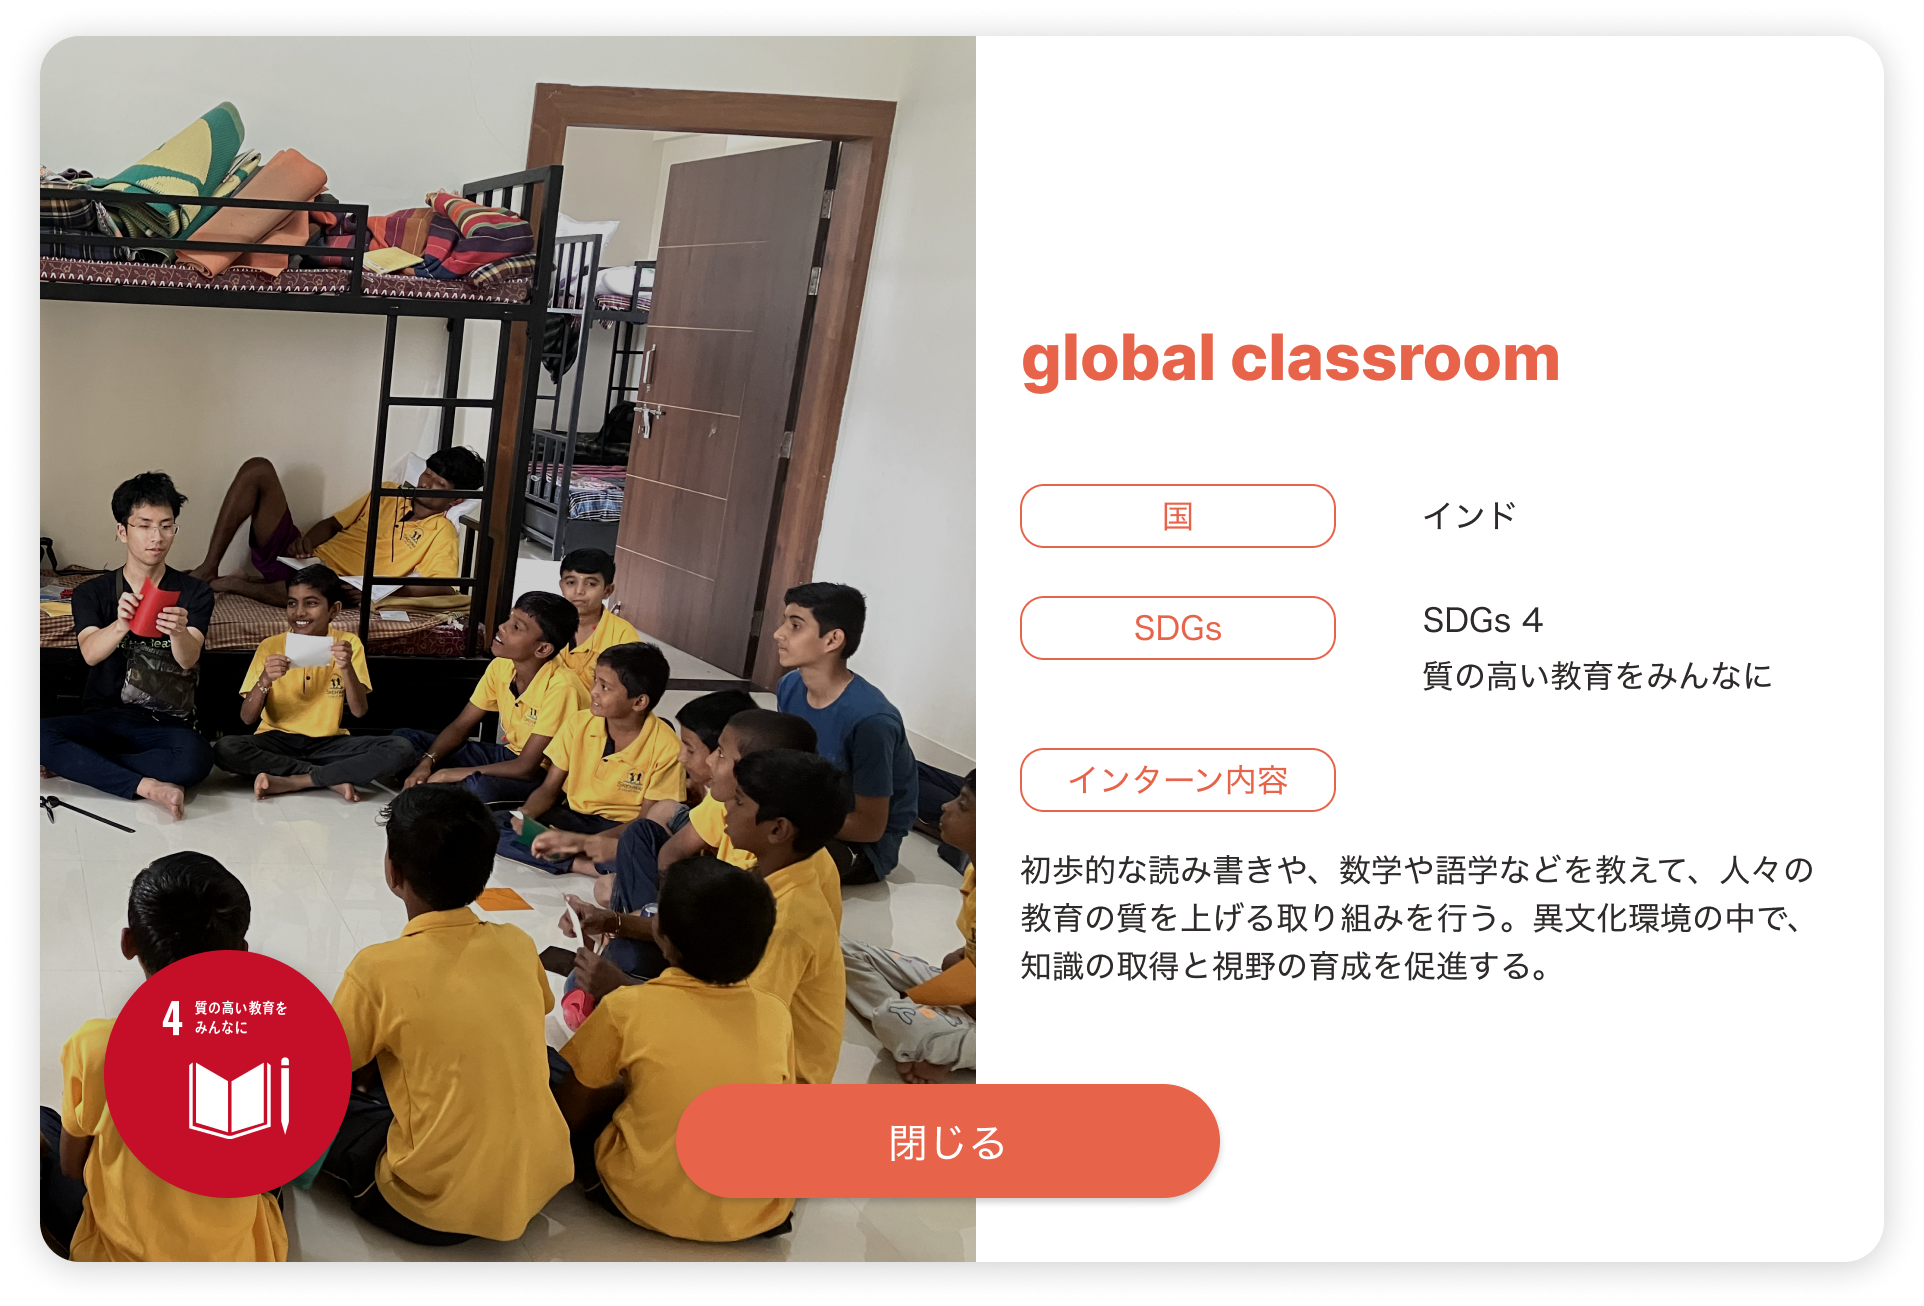 global classroom
国
インド
SDGs
SDGs 4
質の高い教育をみんなに
インターン内容
初歩的な読み書きや、数学や語学などを教えて、人々の
教育の質を上げる取り組みを行う。異文化環境の中で、
知識の取得と視野の育成を促進する。
4 質の高い教育を
みんなに
閉じる